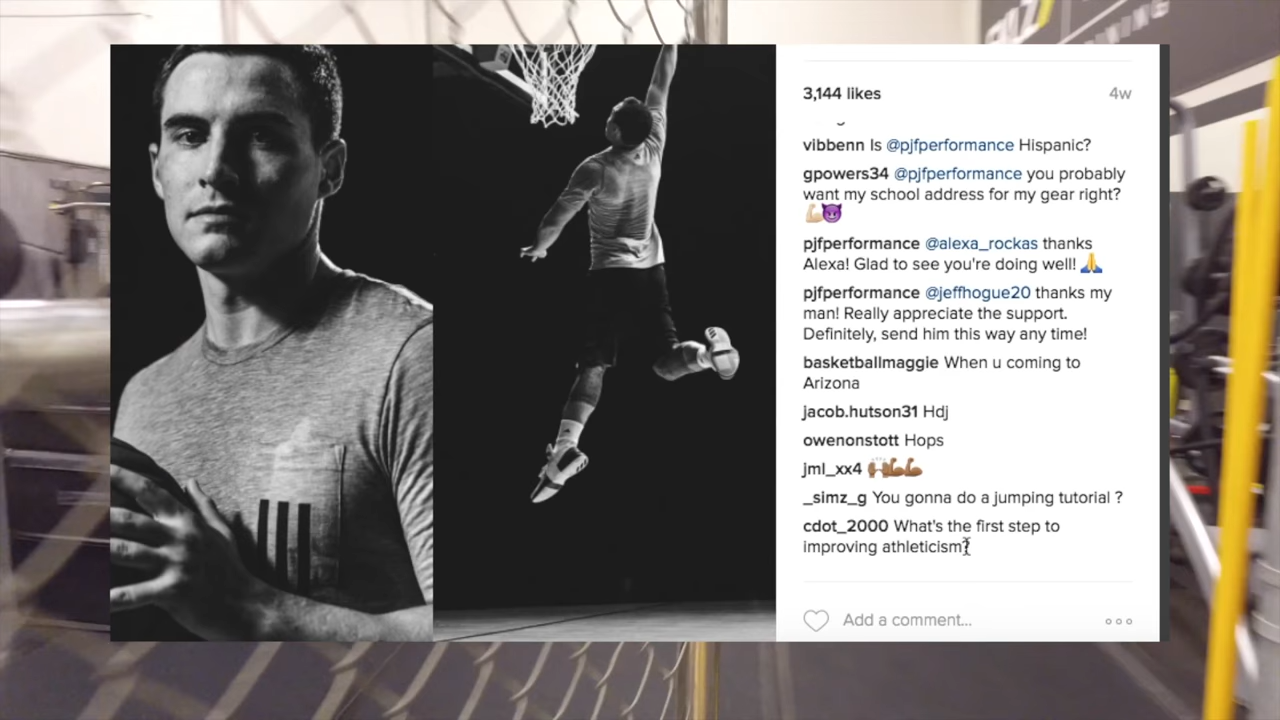 3,144 likes 4w
vibbenn Is @pjfperformance Hispanic?
gpowers34 @pjfperformance you probably
want my school address for my gear right?
💪🏼😈
pjfperformance @alexa_rockas thanks
Alexa! Glad to see you're doing well! 🙏
pjfperformance @jeffhogue20 thanks my
man! Really appreciate the support.
Definitely, send him this way any time!
basketballmaggie When u coming to
Arizona
jacob.hutson31 Hdj
owenonstott Hops
jml_xx4 🙌🏾💪🏾💪🏾
_simz_g You gonna do a jumping tutorial ?
cdot_2000 What's the first step to
improving athleticism?
Add a comment...